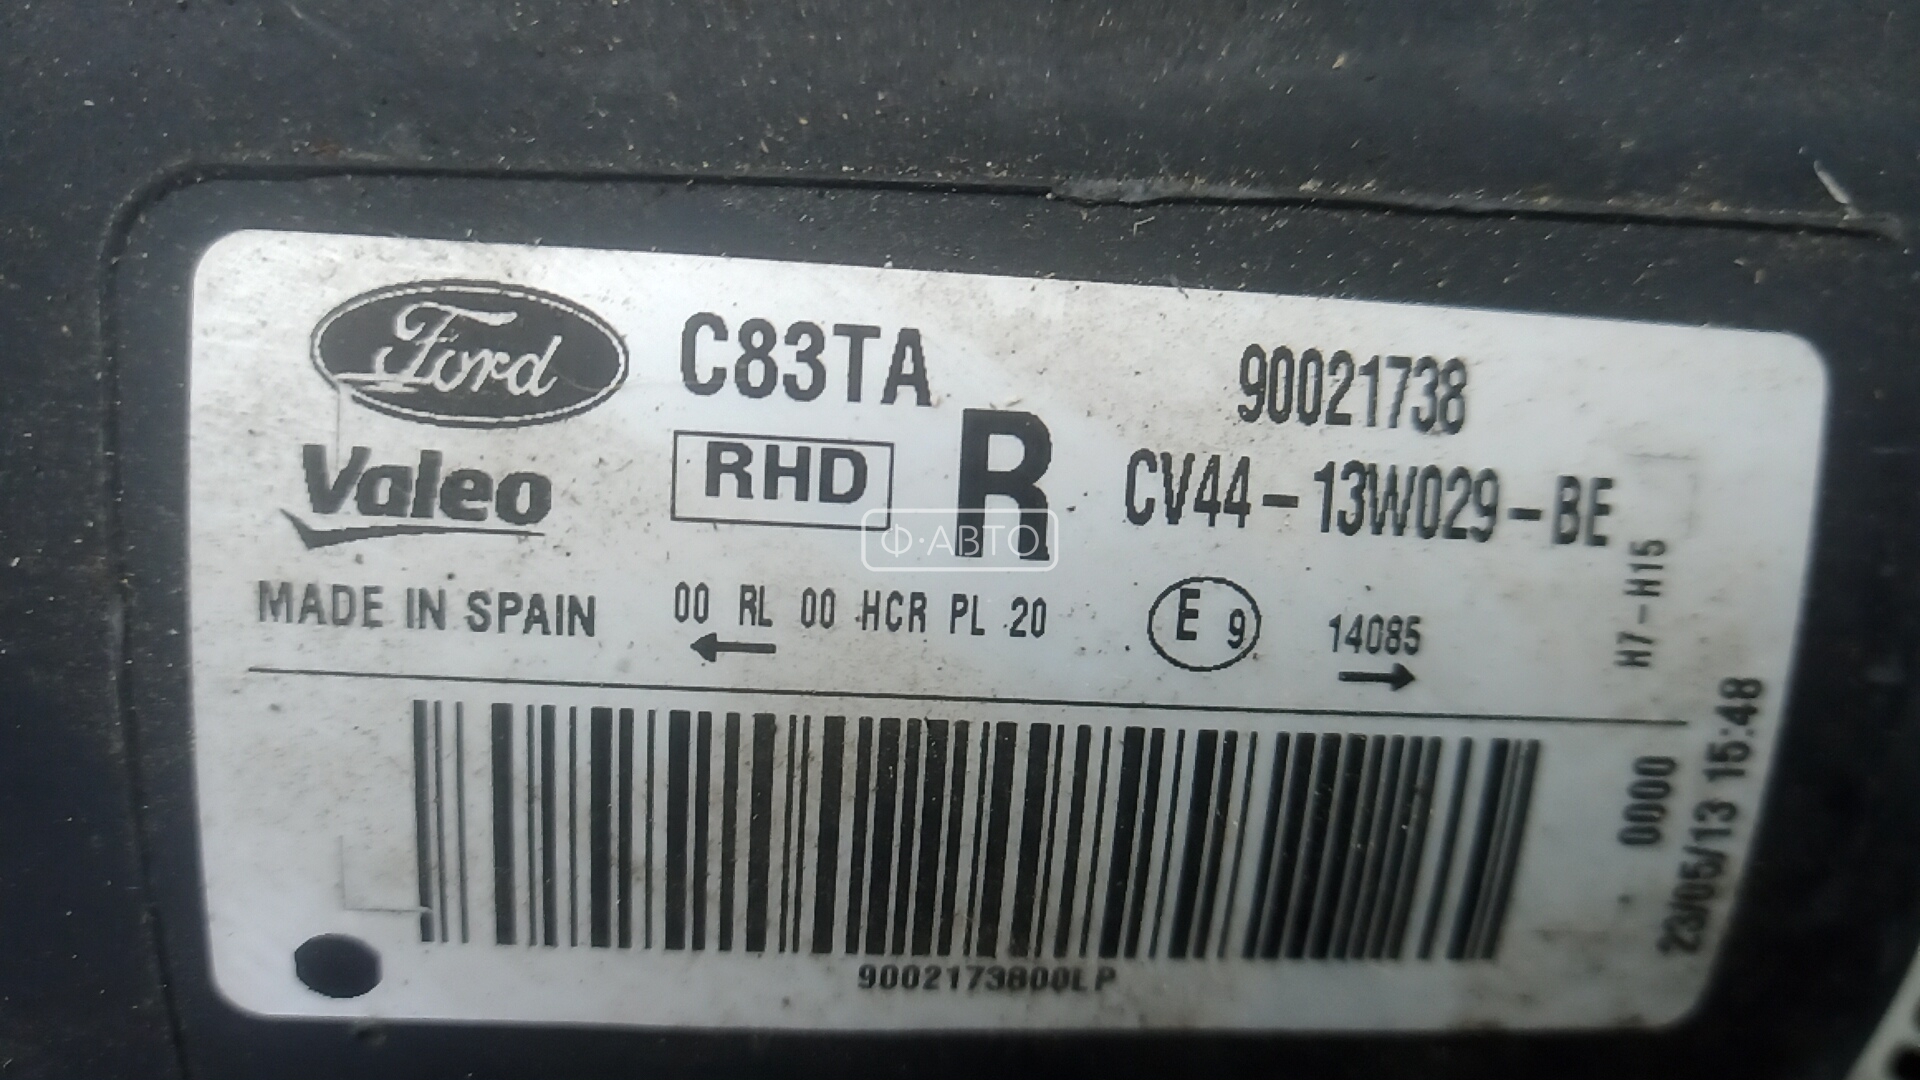 Ford C83TA 90021738
Valeo RHD R CV44-13W029-BE
Ф·АВТО
MADE IN SPAIN 00 RL 00 HCR PL 20 E 9 14085
H7-H15
0000
23/05/13 15:48
9002173800LP